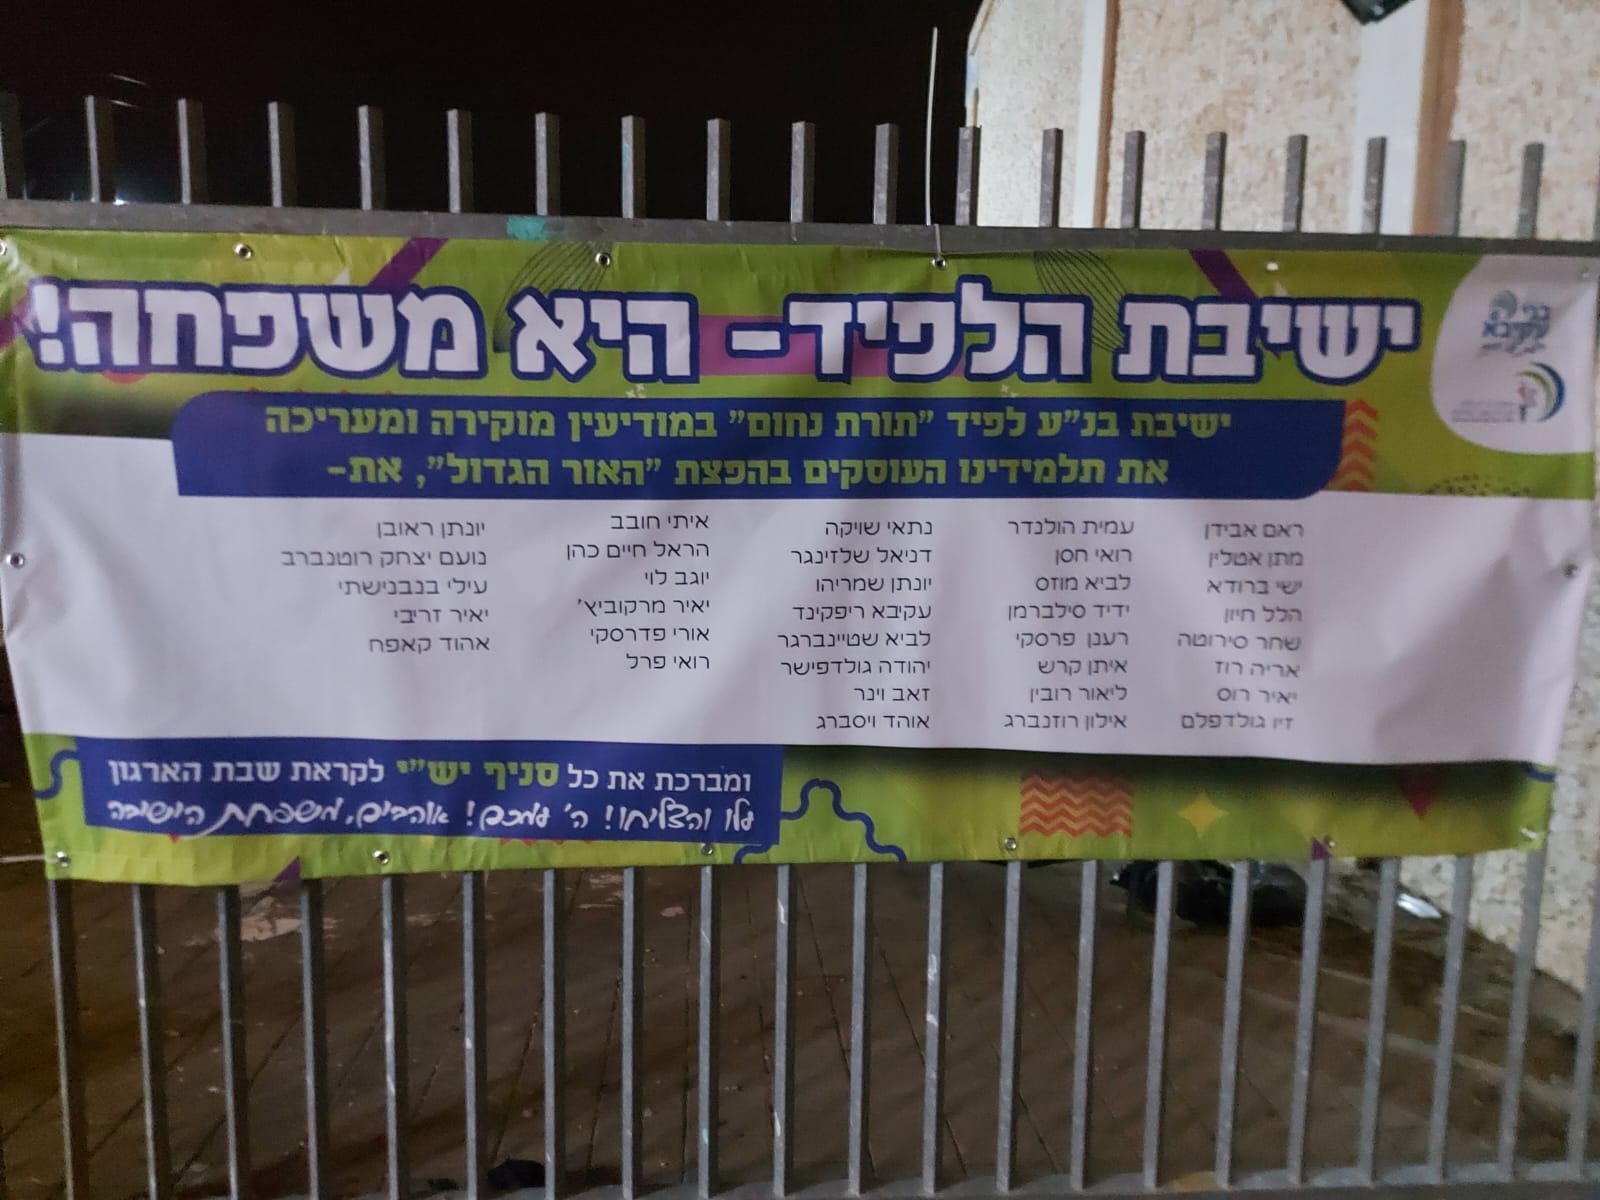 ישיבת הלפיד- היא משפחה!
בני
עקיבא
ישיבת בנ"ע לפיד "תורת נחום" במודיעין מוקירה ומעריכה
את תלמידינו העוסקים בהפצת "האור הגדול", את-
ראם אבידן
מתן אטלין
ישי ברודא
הלל חיון
שחר סירוטה
אריה רוז
יאיר רוס
זיו גולדפלם
עמית הולנדר
רואי חסן
לביא מוזס
ידיד סילברמן
רענן פרסקי
איתן קרש
ליאור רובין
אילון רוזנברג
נתאי שויקה
דניאל שלזינגר
יונתן שמריהו
עקיבא ריפקינד
לביא שטיינברגר
יהודה גולדפישר
זאב וינר
אוהד ויסברג
איתי חובב
הראל חיים כהן
יוגב לוי
יאיר מרקוביץ'
אורי פדרסקי
רואי פרל
יונתן ראובן
נועם יצחק רוטנברב
עילי בנבנישתי
יאיר זריבי
אהוד קאפח
ומברכת את כל סניף יש"י לקראת שבת הארגון
עלו והצליחו! ה' עמכם! אוהבים, משפחת הישיבה